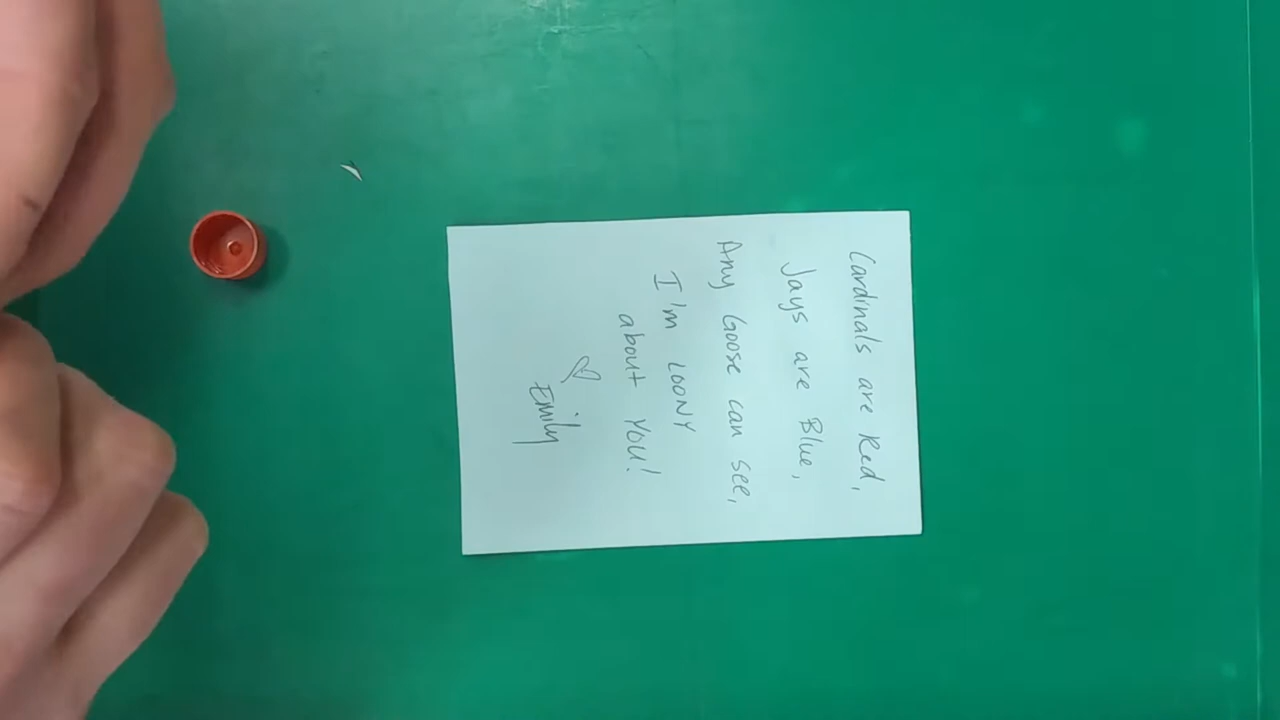 Cardinals are Red,
Jays are Blue,
Any Goose can see,
I'm LOONY
about YOU!
Emily